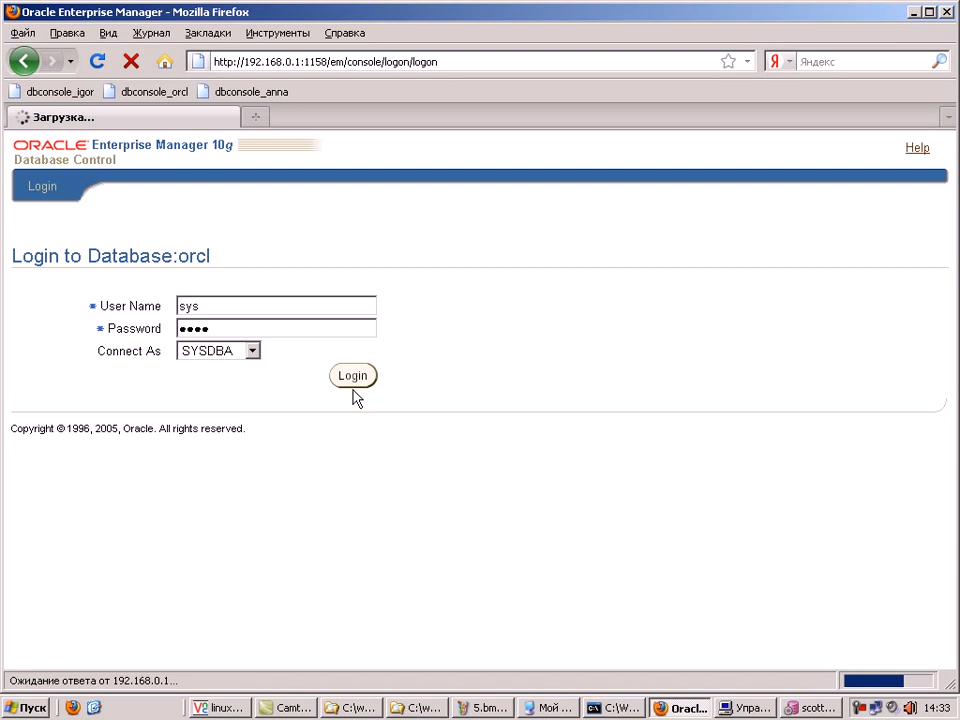 Oracle Enterprise Manager - Mozilla Firefox
Файл Правка Вид Журнал Закладки Инструменты Справка
http://192.168.0.1:1158/em/console/logon/logon Яндекс
dbconsole_igor dbconsole_orcl dbconsole_anna
Загрузка...
ORACLE Enterprise Manager 10g
Database Control
Help
Login
Login to Database:orcl
* User Name sys
* Password ••••
Connect As SYSDBA
Login
Copyright © 1996, 2005, Oracle. All rights reserved.
Ожидание ответа от 192.168.0.1...
Пуск linux... Camt... C:\w... C:\w... 5.bm... Мой ... C:\W... Oracl... Упра... scott... 14:33